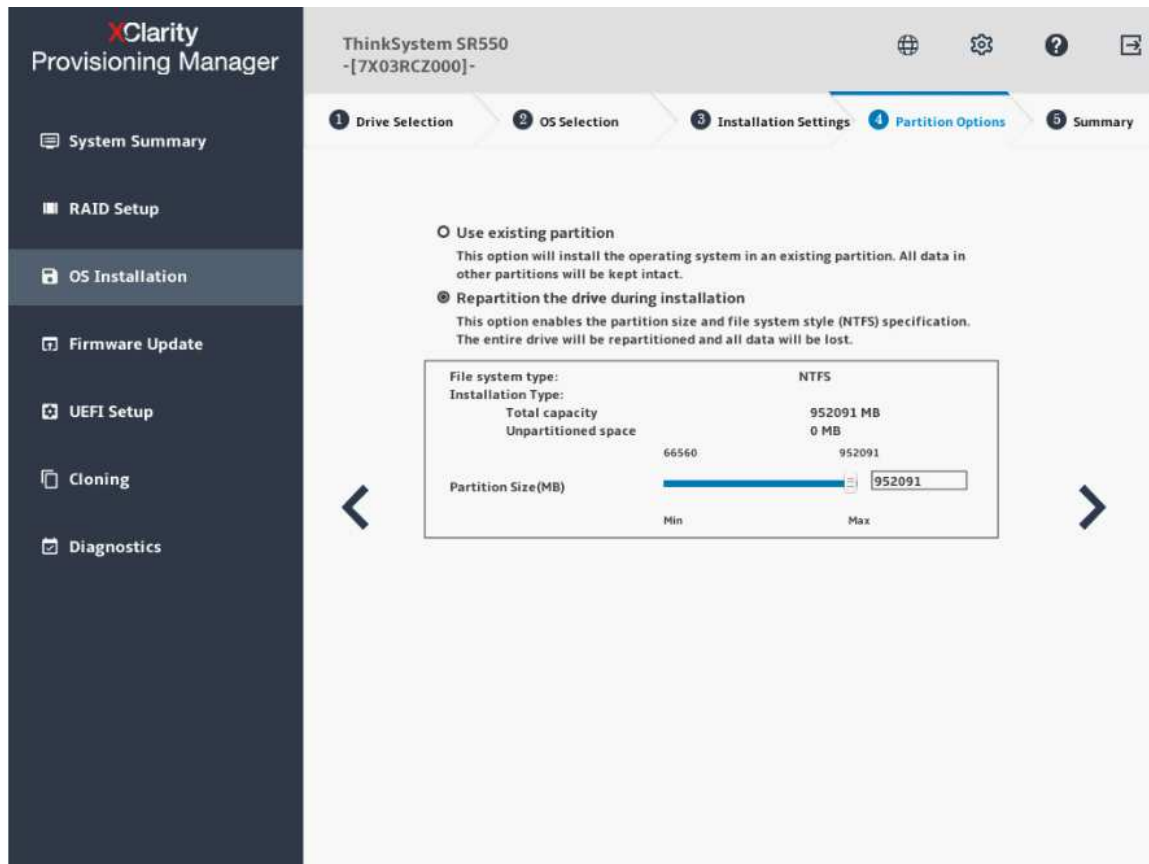 XClarity
Provisioning Manager
System Summary
RAID Setup
OS Installation
Firmware Update
UEFI Setup
Cloning
Diagnostics
ThinkSystem SR550
-[7X03RCZ000]-
1 Drive Selection
2 OS Selection
3 Installation Settings
4 Partition Options
5 Summary
Use existing partition
This option will install the operating system in an existing partition. All data in
other partitions will be kept intact.
Repartition the drive during installation
This option enables the partition size and file system style (NTFS) specification.
The entire drive will be repartitioned and all data will be lost.
File system type: NTFS
Installation Type:
Total capacity 952091 MB
Unpartitioned space 0 MB
66560 952091
Partition Size(MB) 952091
Min Max